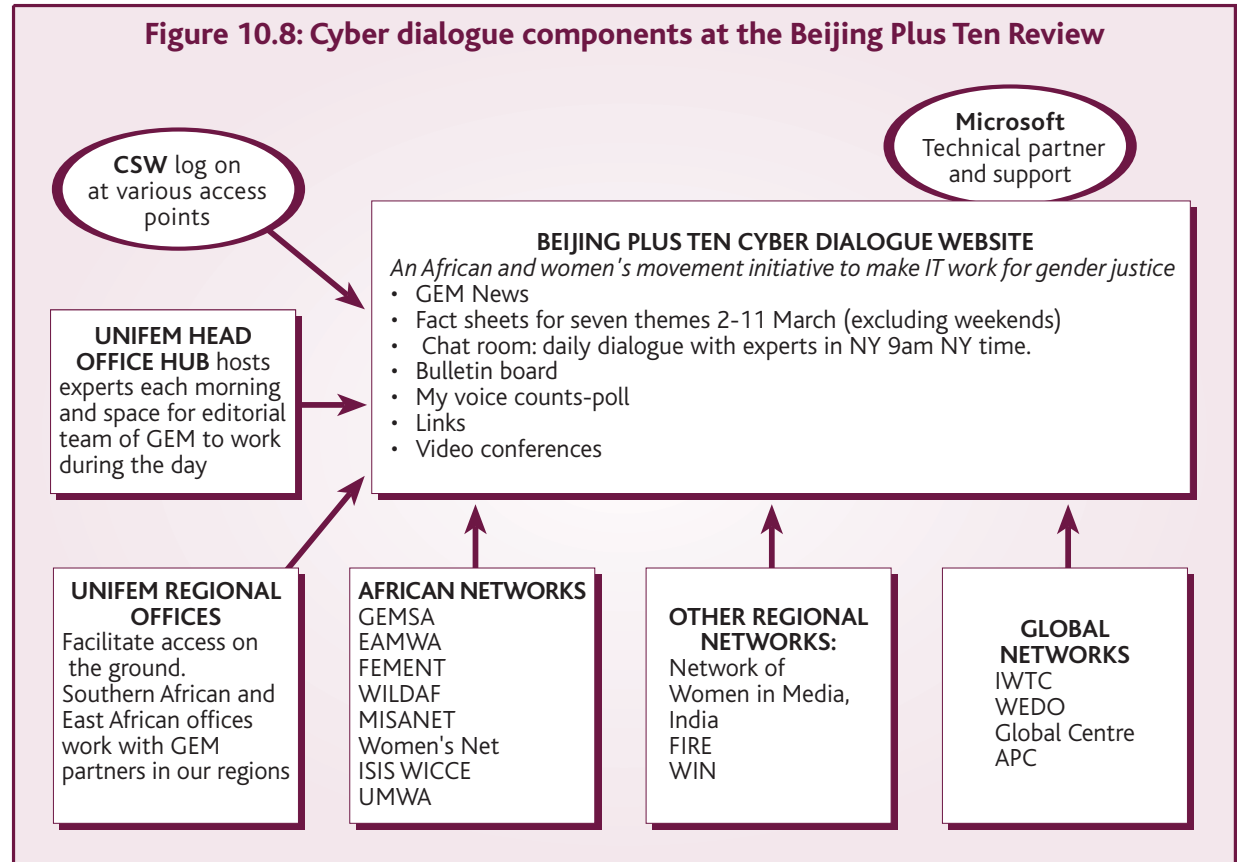 Figure 10.8: Cyber dialogue components at the Beijing Plus Ten Review
CSW log on
at various access
points
Microsoft
Technical partner
and support
BEIJING PLUS TEN CYBER DIALOGUE WEBSITE
An African and women's movement initiative to make IT work for gender justice
• GEM News
• Fact sheets for seven themes 2-11 March (excluding weekends)
• Chat room: daily dialogue with experts in NY 9am NY time.
• Bulletin board
• My voice counts-poll
• Links
• Video conferences
UNIFEM HEAD
OFFICE HUB hosts
experts each morning
and space for editorial
team of GEM to work
during the day
UNIFEM REGIONAL
OFFICES
Facilitate access on
the ground.
Southern African and
East African offices
work with GEM
partners in our regions
AFRICAN NETWORKS
GEMSA
EAMWA
FEMENT
WILDAF
MISANET
Women's Net
ISIS WICCE
UMWA
OTHER REGIONAL
NETWORKS:
Network of
Women in Media,
India
FIRE
WIN
GLOBAL
NETWORKS
IWTC
WEDO
Global Centre
APC